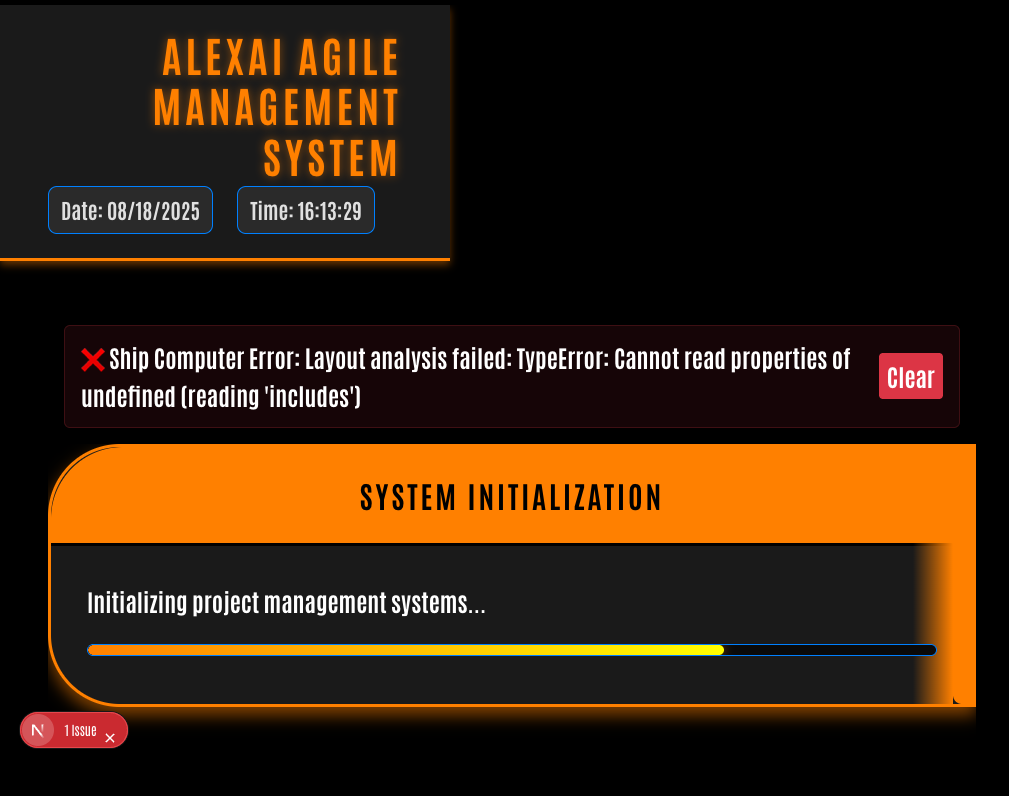 ALEXAI AGILE
MANAGEMENT
SYSTEM
Date: 08/18/2025 Time: 16:13:29
❌ Ship Computer Error: Layout analysis failed: TypeError: Cannot read properties of
undefined (reading 'includes')
Clear
SYSTEM INITIALIZATION
Initializing project management systems...
N 1 Issue ×